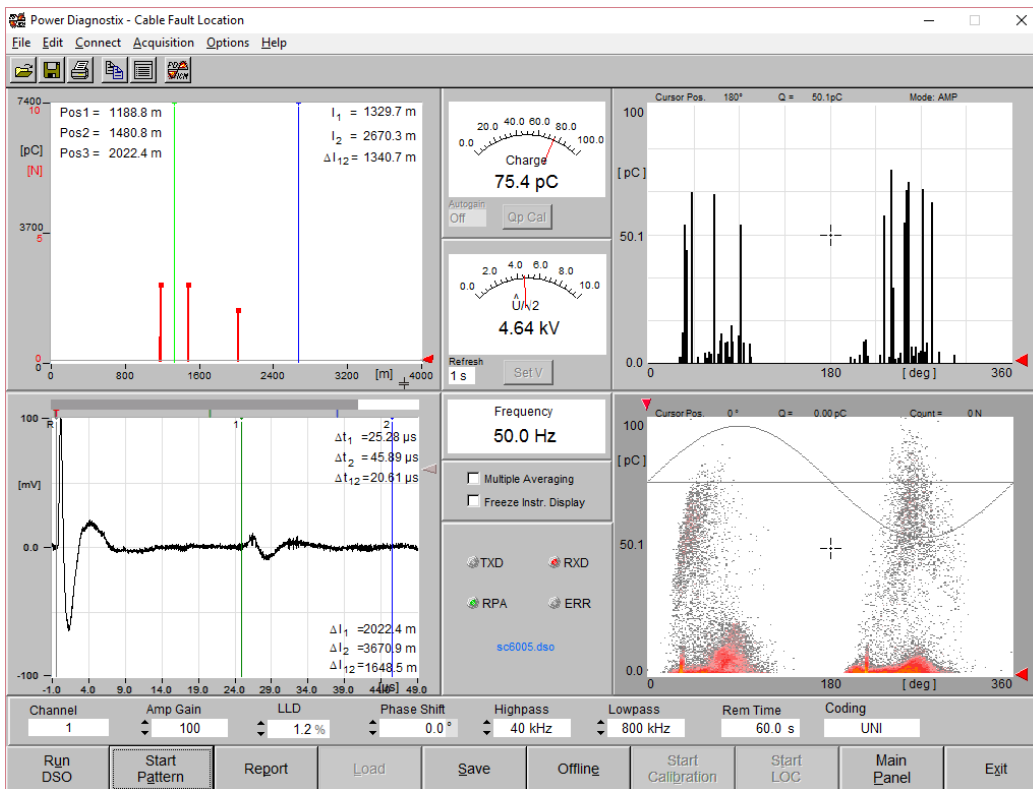 Power Diagnostix - Cable Fault Location
File Edit Connect Acquisition Options Help
7400
10
[pC]
[N]
3700
5
0
0
Pos1 = 1188.8 m
Pos2 = 1480.8 m
Pos3 = 2022.4 m
l1 = 1329.7 m
l2 = 2670.3 m
Δl12 = 1340.7 m
0 800 1600 2400 3200 [m] 4000
0.0 20.0 40.0 60.0 80.0 100.0
Charge
75.4 pC
Autogain
Off
Qp Cal
0.0 2.0 4.0 6.0 8.0 10.0
Û/√2
4.64 kV
Refresh
1 s
Set V
Cursor Pos. 180° Q = 50.1pC Mode: AMP
100
[ pC ]
50.1
0.0
0 180 [ deg ] 360
100
[mV]
0.0
-100
R 1 2
Δt1 =25.28 µs
Δt2 =45.89 µs
Δt12 =20.61 µs
Δl1 =2022.4 m
Δl2 =3670.9 m
Δl12 =1648.5 m
-1.0 4.0 9.0 14.0 19.0 24.0 29.0 34.0 39.0 44.0 [µs] 49.0
Frequency
50.0 Hz
Multiple Averaging
Freeze Instr. Display
TXD RXD
RPA ERR
sc6005.dso
Cursor Pos. 0 ° Q = 0.00 pC Count = 0 N
100
[ pC ]
50.1
0.0
0 180 [ deg ] 360
Channel Amp Gain LLD Phase Shift Highpass Lowpass Rem Time Coding
1 100 1.2 % 0.0 ° 40 kHz 800 kHz 60.0 s UNI
Run DSO
Start Pattern
Report
Load
Save
Offline
Start Calibration
Start LOC
Main Panel
Exit